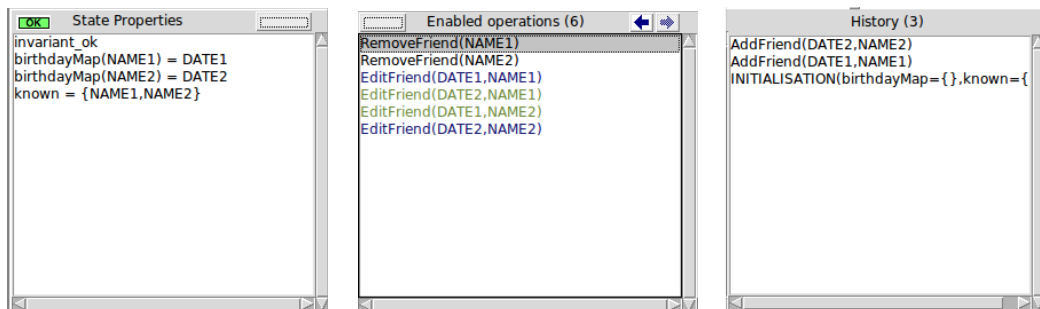 OK State Properties
invariant_ok
birthdayMap(NAME1) = DATE1
birthdayMap(NAME2) = DATE2
known = {NAME1,NAME2}
Enabled operations (6)
RemoveFriend(NAME1)
RemoveFriend(NAME2)
EditFriend(DATE1,NAME1)
EditFriend(DATE2,NAME1)
EditFriend(DATE1,NAME2)
EditFriend(DATE2,NAME2)
History (3)
AddFriend(DATE2,NAME2)
AddFriend(DATE1,NAME1)
INITIALISATION(birthdayMap={},known={